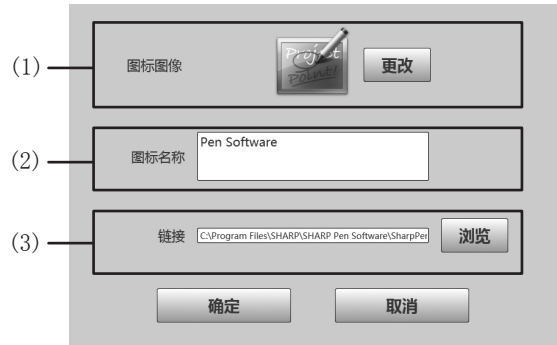 (1)
图标图像
Project
Point!
更改
(2)
图标名称
Pen Software
(3)
链接
C:\Program Files\SHARP\SHARP Pen Software\SharpPer
浏览
确定
取消